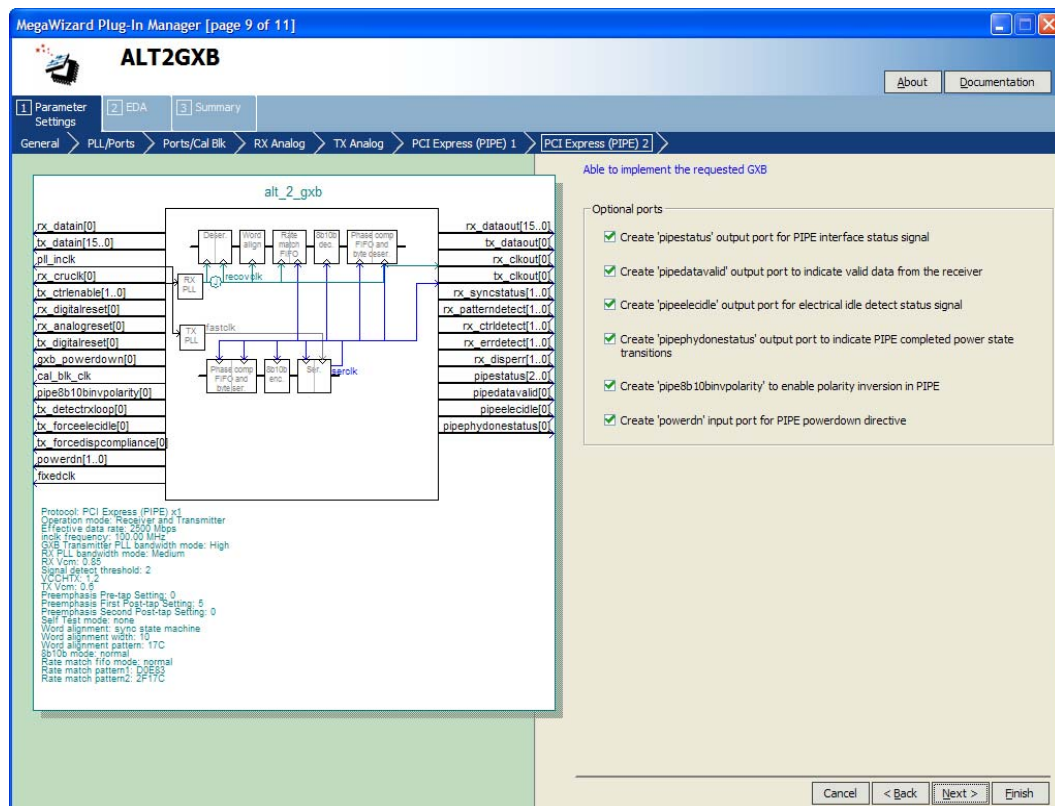 MegaWizard Plug-In Manager [page 9 of 11]
ALT2GXB
About
Documentation
1 Parameter Settings
2 EDA
3 Summary
General
PLL/Ports
Ports/Cal Blk
RX Analog
TX Analog
PCI Express (PIPE) 1
PCI Express (PIPE) 2
Able to implement the requested GXB
alt_2_gxb
rx_datain[0]
tx_datain[15..0]
pll_inclk
rx_cruclk[0]
tx_ctrlenable[1..0]
rx_digitalreset[0]
rx_analogreset[0]
tx_digitalreset[0]
gxb_powerdown[0]
cal_blk_clk
pipe8b10binvpolarity[0]
tx_detectrxloop[0]
tx_forceelecidle[0]
tx_forcedispcompliance[0]
powerdn[1..0]
fixedclk
Deser.
Word align
Rate match FIFO
8b10b dec.
Phase comp FIFO and byte deser.
RX PLL
recovclk
2
TX PLL
fastclk
Phase comp FIFO and byteser.
8b10b enc.
Ser.
serclk
rx_dataout[15..0]
tx_dataout[0]
rx_clkout[0]
tx_clkout[0]
rx_syncstatus[1..0]
rx_patterndetect[1..0]
rx_ctrldetect[1..0]
rx_errdetect[1..0]
rx_disperr[1..0]
pipestatus[2..0]
pipedatavalid[0]
pipeelecidle[0]
pipephydonestatus[0]
Protocol: PCI Express (PIPE) x1
Operation mode: Receiver and Transmitter
Effective data rate: 2500 Mbps
inclk frequency: 100.00 MHz
GXB Transmitter PLL bandwidth mode: High
RX PLL bandwidth mode: Medium
RX Vcm: 0.85
Signal detect threshold: 2
VCCHTX: 1.2
TX Vcm: 0.6
Preemphasis Pre-tap Setting: 0
Preemphasis First Post-tap Setting: 5
Preemphasis Second Post-tap Setting: 0
Self Test mode: none
Word alignment: sync state machine
Word alignment width: 10
Word alignment pattern: 17C
8b10b mode: normal
Rate match fifo mode: normal
Rate match pattern1: D0E83
Rate match pattern2: 2F17C
Optional ports
Create 'pipestatus' output port for PIPE interface status signal
Create 'pipedatavalid' output port to indicate valid data from the receiver
Create 'pipeelecidle' output port for electrical idle detect status signal
Create 'pipephydonestatus' output port to indicate PIPE completed power state
transitions
Create 'pipe8b10binvpolarity' to enable polarity inversion in PIPE
Create 'powerdn' input port for PIPE powerdown directive
Cancel
< Back
Next >
Finish